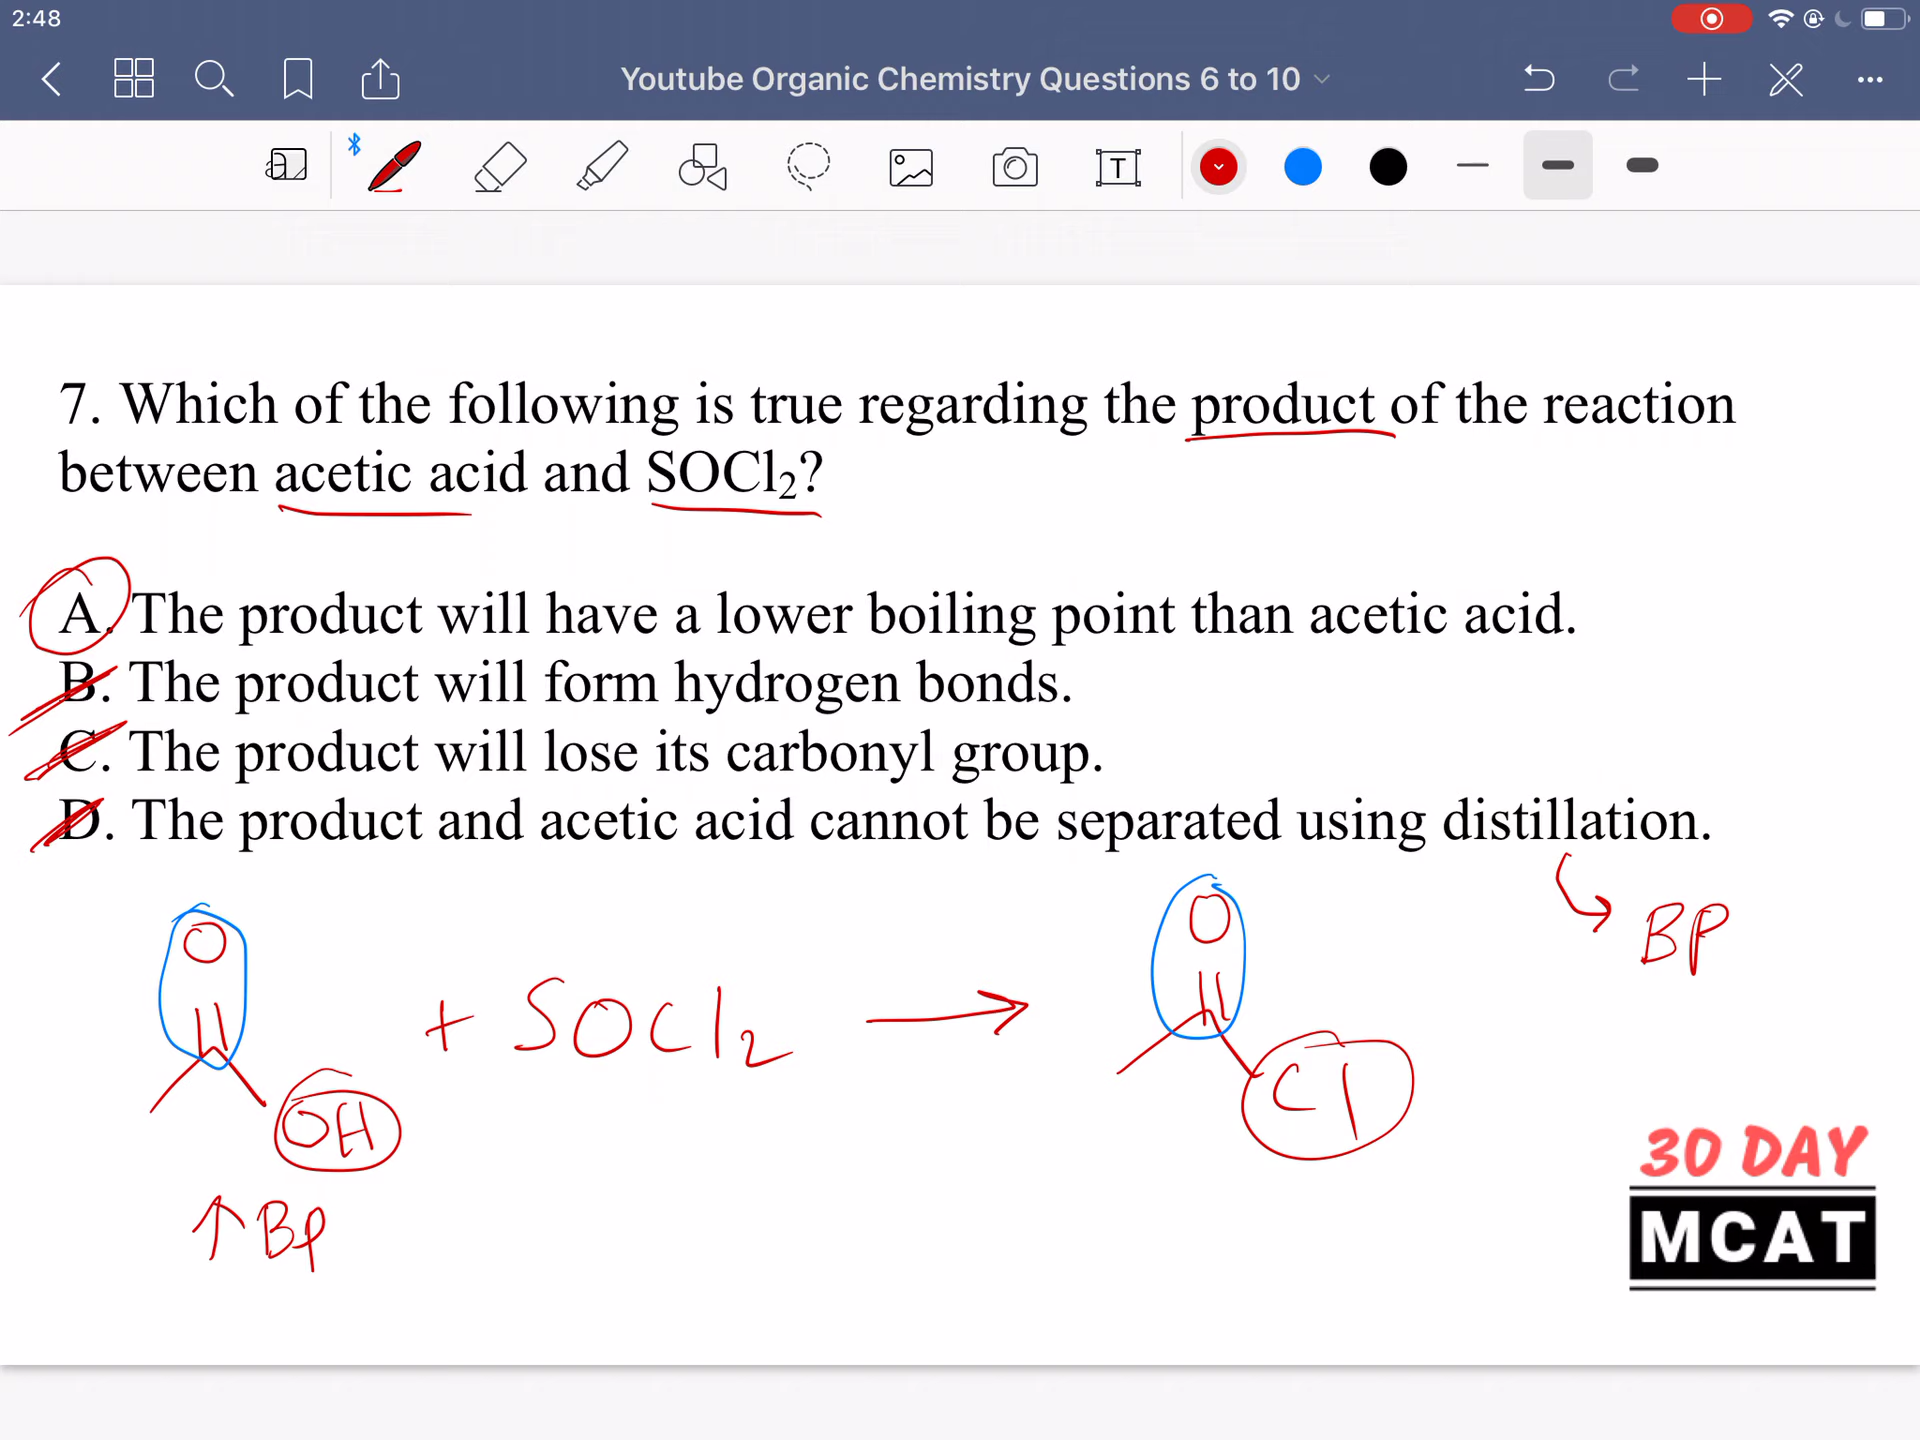 2:48
Youtube Organic Chemistry Questions 6 to 10
a
T
7. Which of the following is true regarding the product of the reaction
between acetic acid and SOCl₂?
A. The product will have a lower boiling point than acetic acid.
B. The product will form hydrogen bonds.
C. The product will lose its carbonyl group.
D. The product and acetic acid cannot be separated using distillation.
BP
O
OH
+ SOCl₂ →
O
Cl
↑ Bp
30 DAY
MCAT